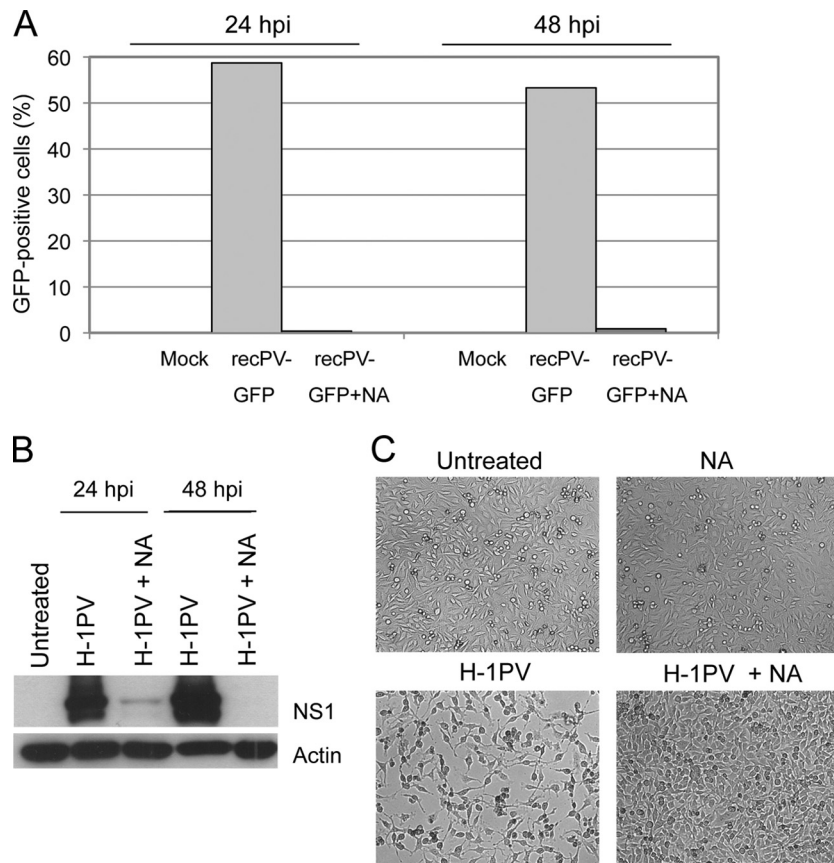 A
24 hpi 48 hpi
GFP-positive cells (%)
60
50
40
30
20
10
0
Mock recPV- recPV- Mock recPV- recPV-
GFP GFP+NA GFP GFP+NA
B
24 hpi 48 hpi
Untreated
H-1PV
H-1PV + NA
H-1PV
H-1PV + NA
NS1
Actin
C
Untreated NA
H-1PV H-1PV + NA